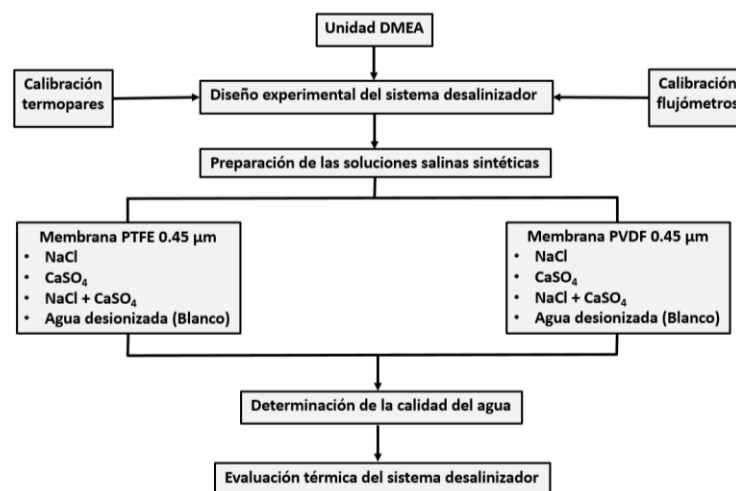 Unidad DMEA
Calibración
termopares
Diseño experimental del sistema desalinizador
Calibración
flujómetros
Preparación de las soluciones salinas sintéticas
Membrana PTFE 0.45 µm
• NaCl
• CaSO₄
• NaCl + CaSO₄
• Agua desionizada (Blanco)
Membrana PVDF 0.45 µm
• NaCl
• CaSO₄
• NaCl + CaSO₄
• Agua desionizada (Blanco)
Determinación de la calidad del agua
Evaluación térmica del sistema desalinizador